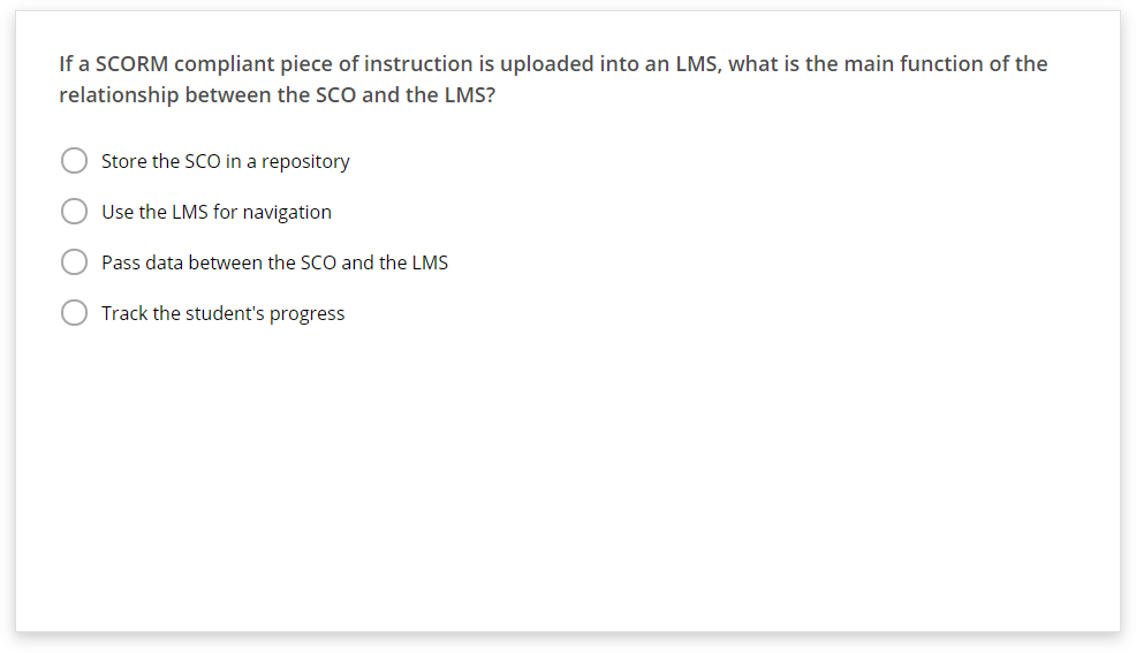 If a SCORM compliant piece of instruction is uploaded into an LMS, what is the main function of the
relationship between the SCO and the LMS?
Store the SCO in a repository
Use the LMS for navigation
Pass data between the SCO and the LMS
Track the student's progress